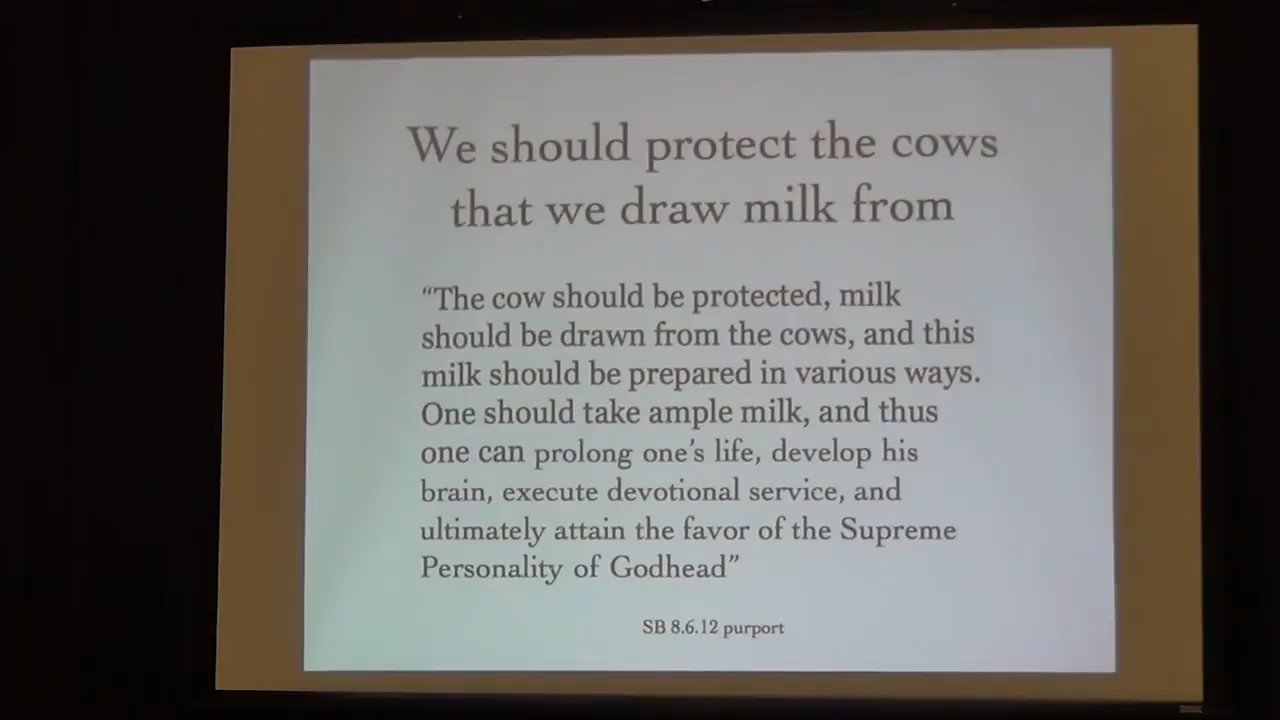 We should protect the cows
that we draw milk from
“The cow should be protected, milk
should be drawn from the cows, and this
milk should be prepared in various ways.
One should take ample milk, and thus
one can prolong one’s life, develop his
brain, execute devotional service, and
ultimately attain the favor of the Supreme
Personality of Godhead”
SB 8.6.12 purport